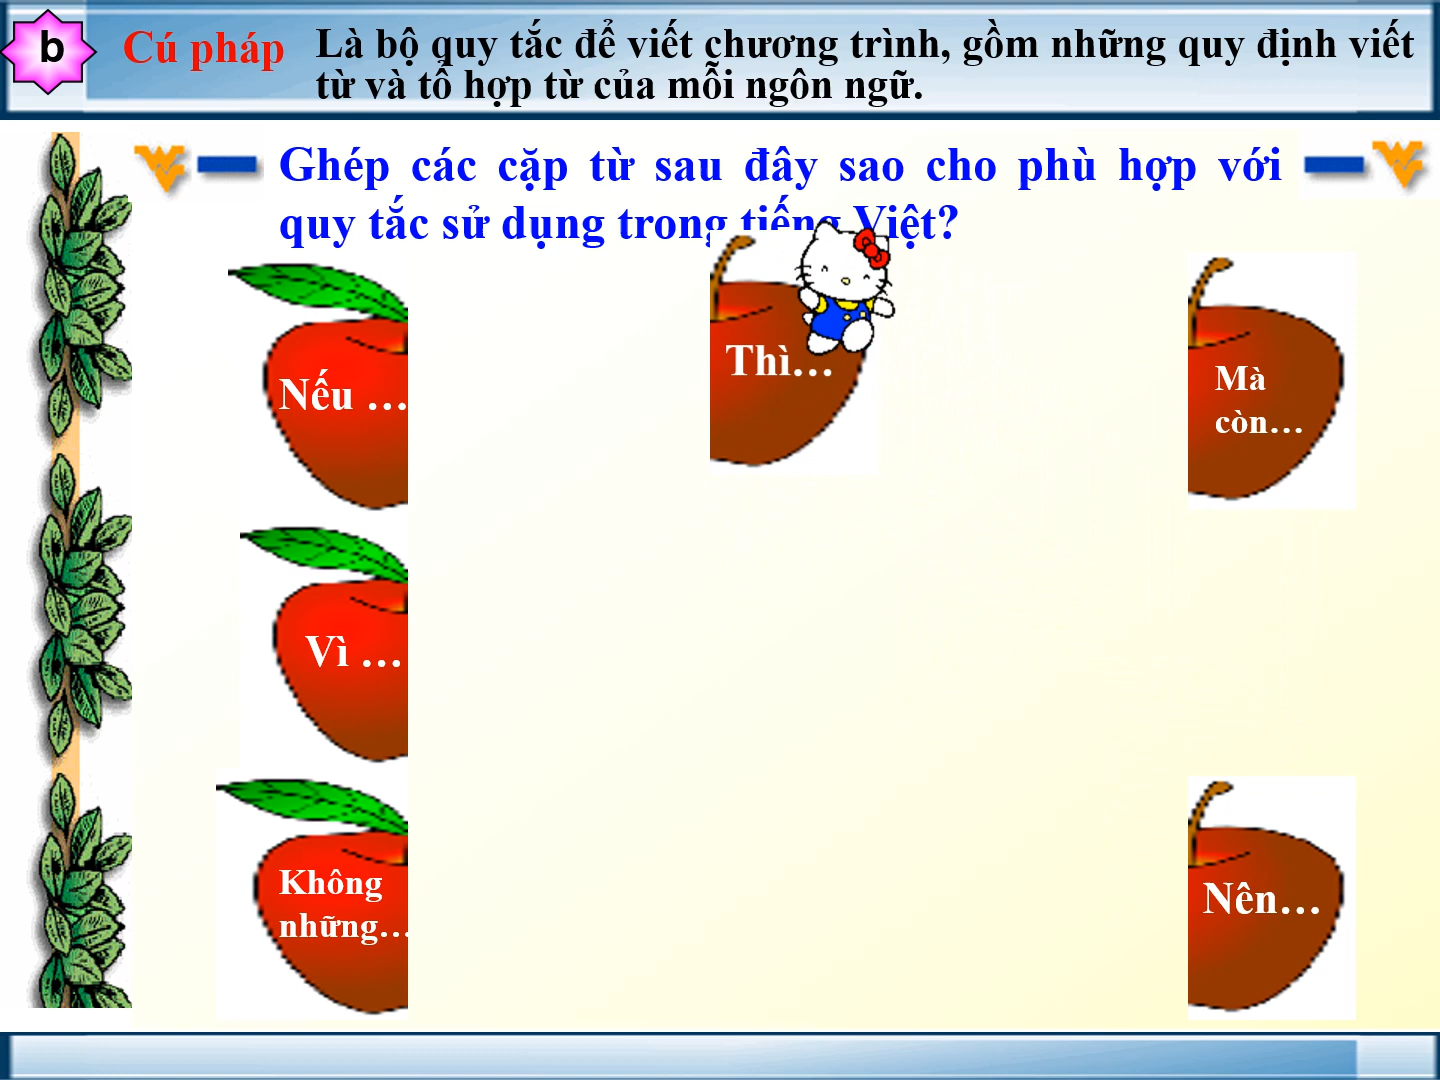 b
Cú pháp
Là bộ quy tắc để viết chương trình, gồm những quy định viết
từ và tổ hợp từ của mỗi ngôn ngữ.
Ghép các cặp từ sau đây sao cho phù hợp với
quy tắc sử dụng trong tiếng Việt?
Nếu …
Thì…
Mà
còn…
Vì …
Không
những…
Nên…